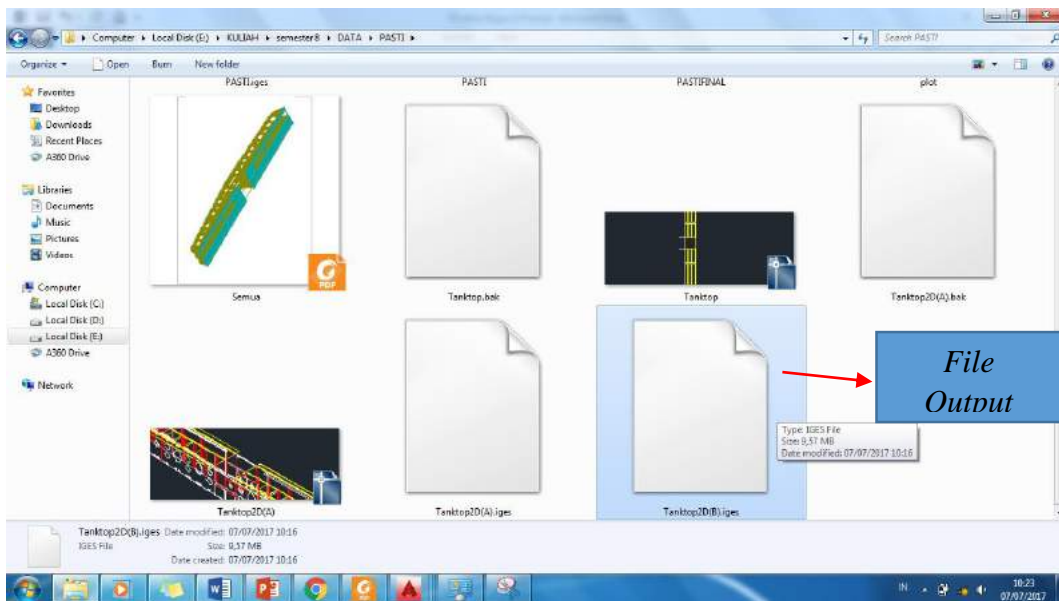 Computer ▸ Local Disk (E:) ▸ KULIAH ▸ semester 8 ▸ DATA ▸ PASTI ▸
Search PASTI
Organize
Open
Burn
New folder
Favorites
Desktop
Downloads
Recent Places
A360 Drive
Libraries
Documents
Music
Pictures
Videos
Computer
Local Disk (C:)
Local Disk (D:)
Local Disk (E:)
A360 Drive
Network
PASTI.iges
PASTI
PASTIFINAL
plot
PDF
Semua
Tanktop.bak
Tanktop
Tanktop2D(A).bak
File
Output
Type: IGES File
Size: 9,57 MB
Date modified: 07/07/2017 10:16
Tanktop2D(A)
Tanktop2D(A).iges
Tanktop2D(B).iges
Tanktop2D(B).iges Date modified: 07/07/2017 10:16
IGES File Size: 9,57 MB
Date created: 07/07/2017 10:16
IN
10:23
07/07/2017